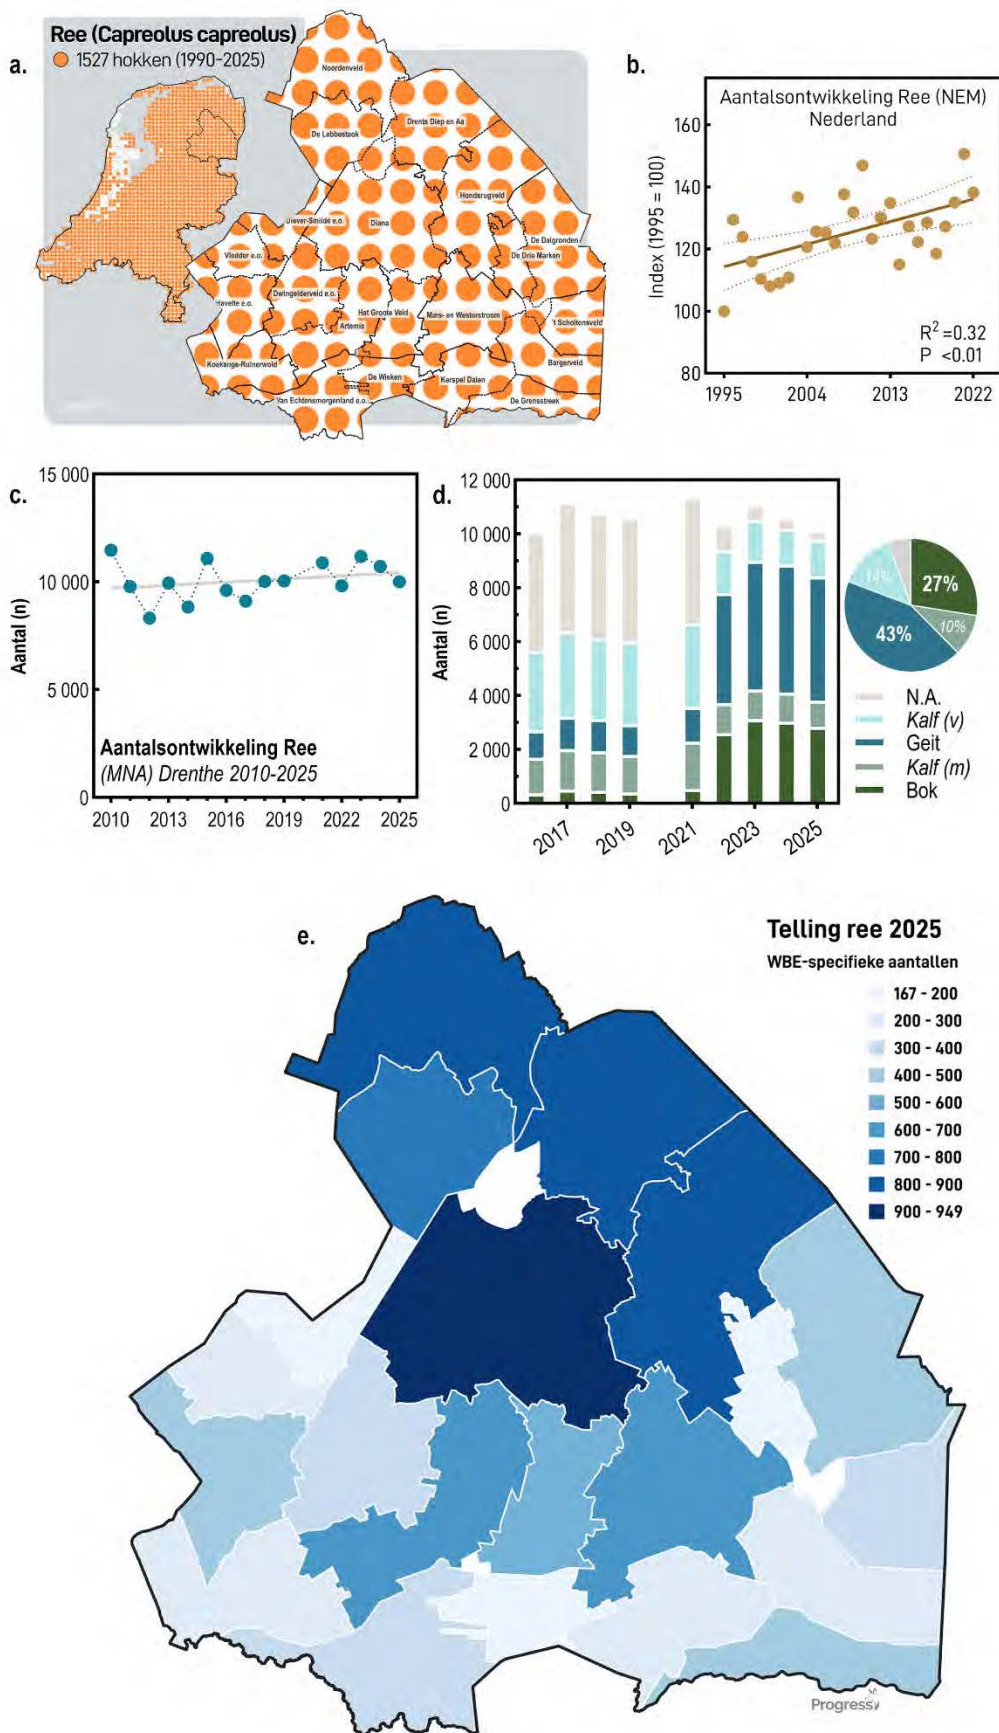 a.
Ree (Capreolus capreolus)
1527 hokken (1990-2025)
Noordenveld
De Lebbestaok
Drents Diep en Aa
Hondsrugveld
Diever-Smilde e.o.
Diana
De Dalgronden
De Drie Marken
Vledder e.o.
Dwingelderveld e.o.
Havelte e.o.
Het Groote Veld
Mars- en Westerstroom
Artemis
't Scholtonsveld
Koekange-Ruinerwold
Bargerveld
De Wieken
Kerspel Dalen
Van Echtensmorgenland e.o.
De Grensstreek
b.
Aantalsontwikkeling Ree (NEM)
Nederland
Index (1995 = 100)
160
140
120
100
80
1995
2004
2013
2022
R² =0.32
P <0.01
c.
Aantal (n)
15 000
10 000
5 000
0
2010
2013
2015
2017
2019
2022
2025
Aantalsontwikkeling Ree
(MNA) Drenthe 2010-2025
d.
Aantal (n)
12 000
10 000
8 000
6 000
4 000
2 000
0
2017
2019
2021
2023
2025
14%
27%
10%
43%
N.A.
Kalf (v)
Geit
Kalf (m)
Bok
e.
Telling ree 2025
WBE-specifieke aantallen
167 - 200
200 - 300
300 - 400
400 - 500
500 - 600
600 - 700
700 - 800
800 - 900
900 - 949